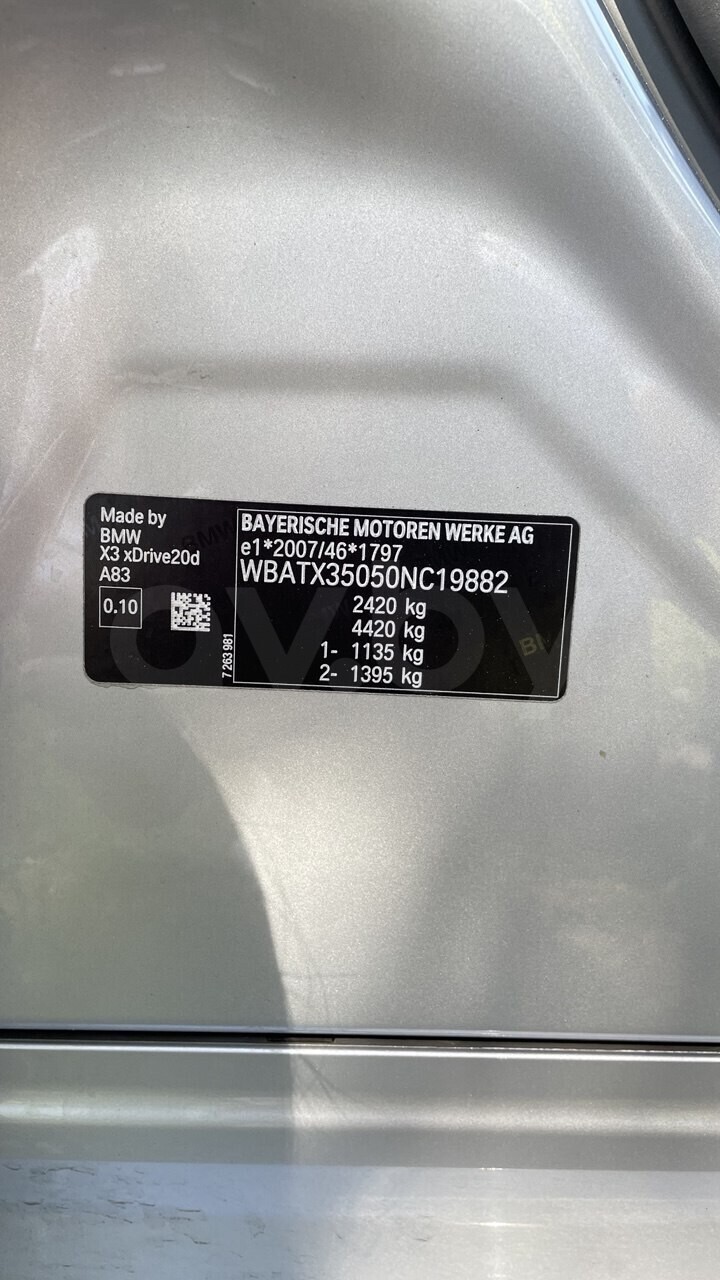 Made by
BMW
X3 xDrive20d
A83
0.10
7 263 981
BAYERISCHE MOTOREN WERKE AG
e1*2007/46*1797
WBATX35050NC19882
2420 kg
4420 kg
1- 1135 kg
2- 1395 kg